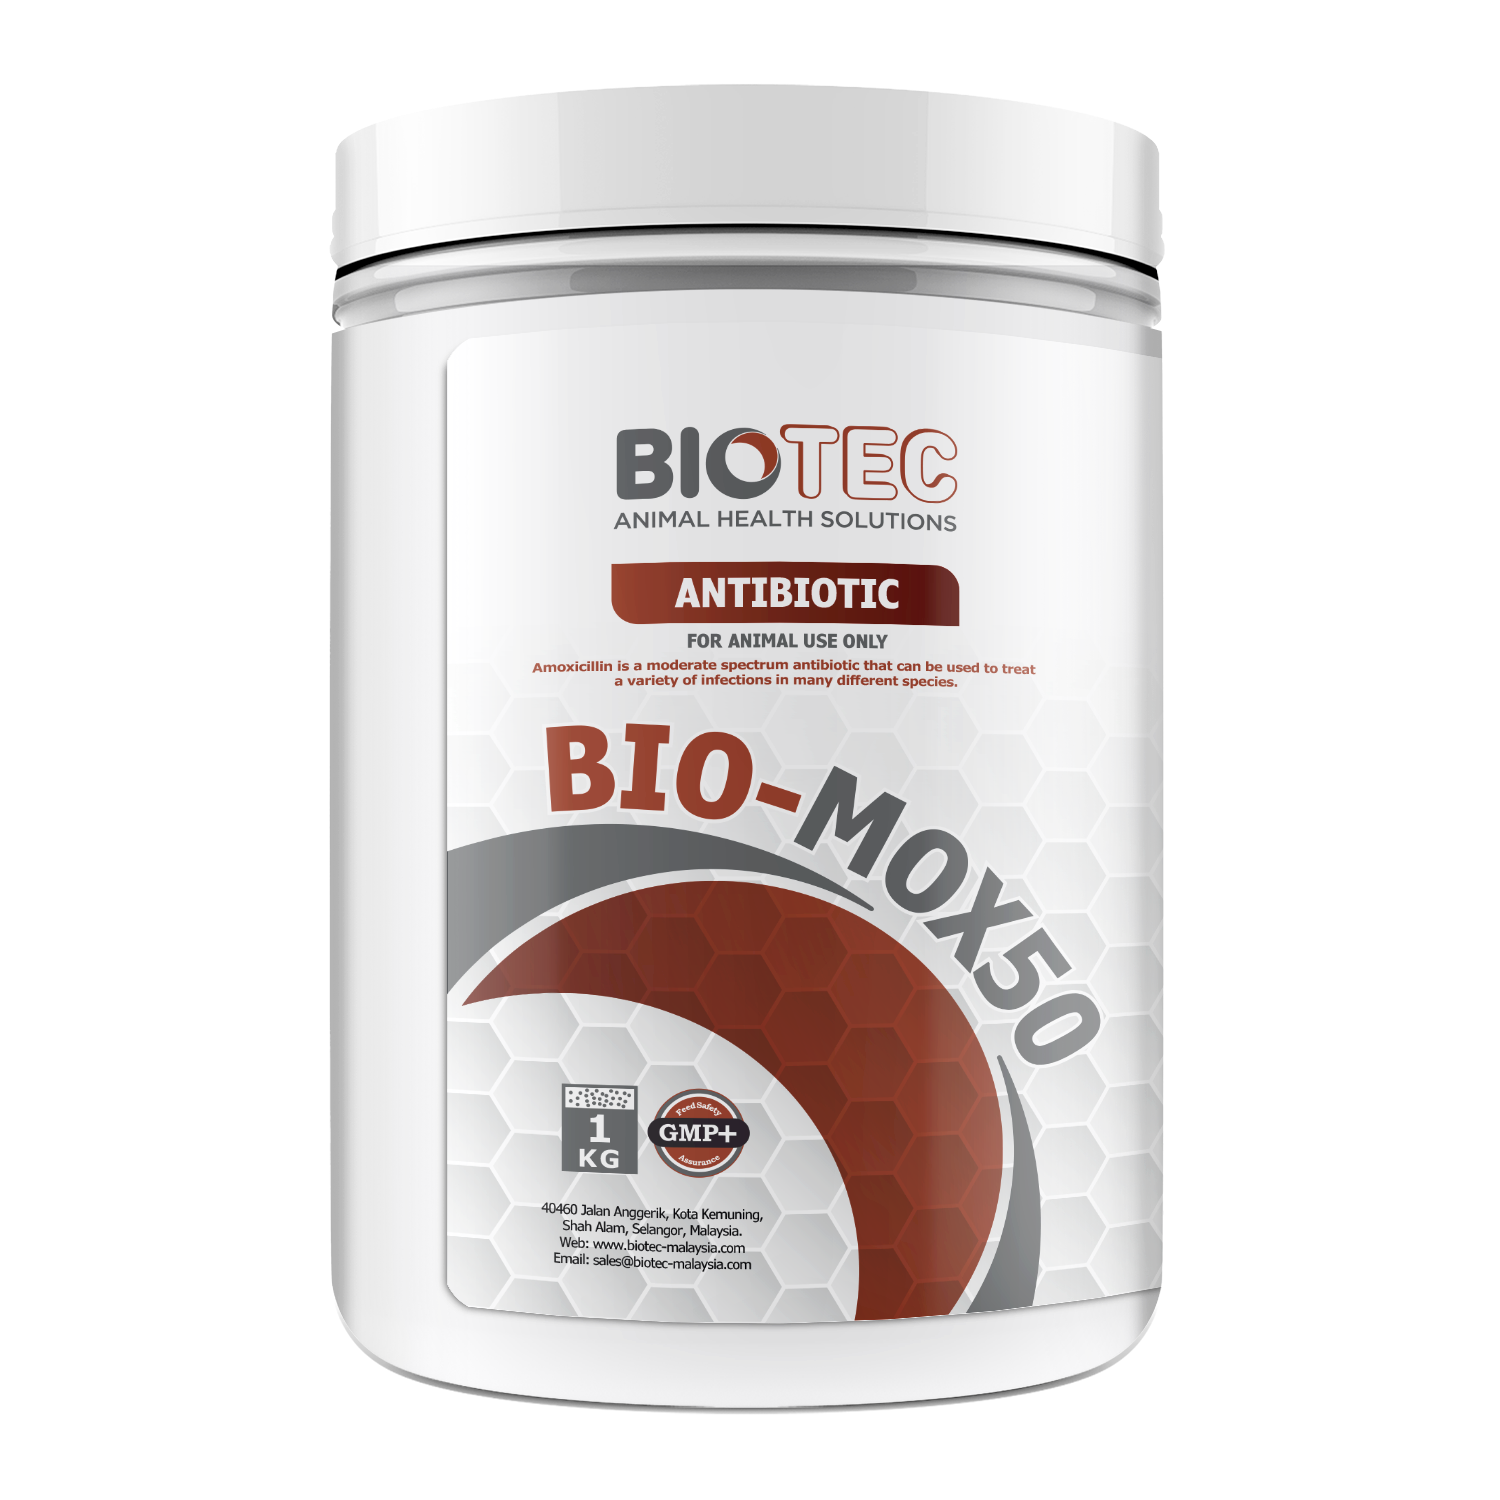 BIOTEC
ANIMAL HEALTH SOLUTIONS
ANTIBIOTIC
FOR ANIMAL USE ONLY
Amoxicillin is a moderate spectrum antibiotic that can be used to treat
a variety of infections in many different species.
BIO-MOX50
1
KG
Feed Safety
GMP+
Assurance
40460 Jalan Anggerik, Kota Kemuning,
Shah Alam, Selangor, Malaysia.
Web: www.biotec-malaysia.com
Email: sales@biotec-malaysia.com